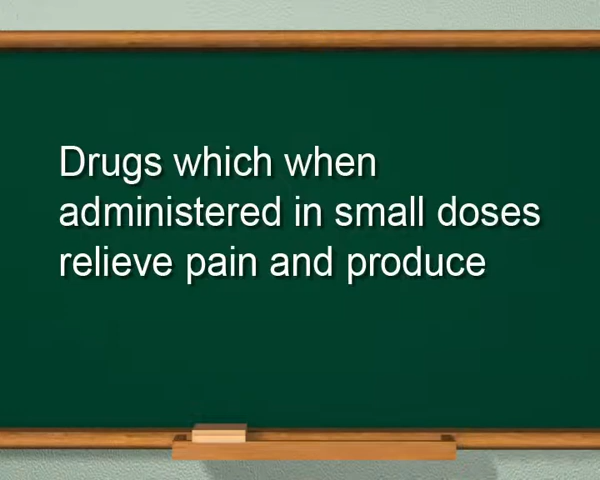 Drugs which when
administered in small doses
relieve pain and produce